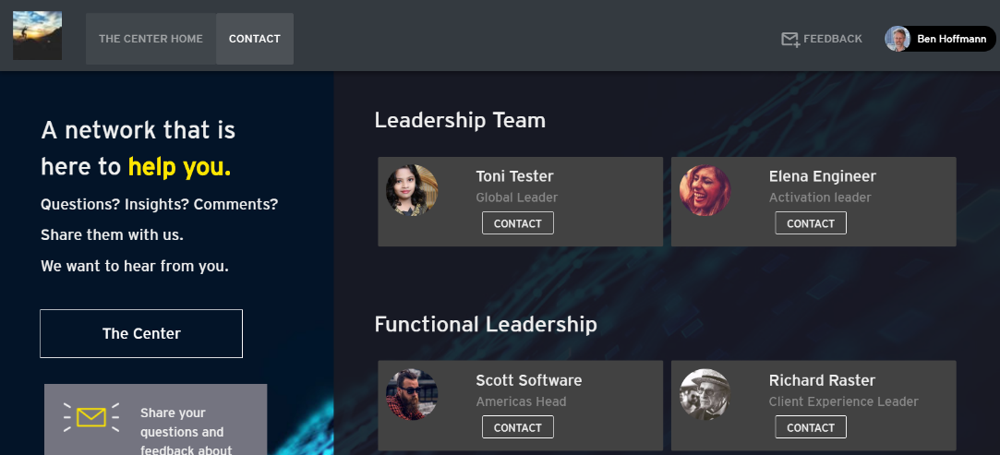 THE CENTER HOME
CONTACT
FEEDBACK
Ben Hoffmann
A network that is
here to help you.
Questions? Insights? Comments?
Share them with us.
We want to hear from you.
The Center
Share your
questions and
feedback about
Leadership Team
Toni Tester
Global Leader
CONTACT
Elena Engineer
Activation leader
CONTACT
Functional Leadership
Scott Software
Americas Head
CONTACT
Richard Raster
Client Experience Leader
CONTACT